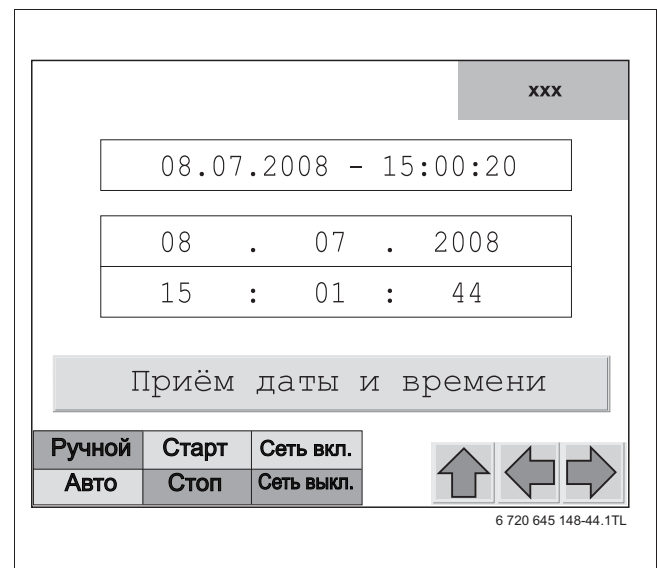 xxx
08.07.2008 - 15:00:20
08 . 07 . 2008
15 : 01 : 44
Приём даты и времени
Ручной Старт Сеть вкл.
Авто Стоп Сеть выкл.
6 720 645 148-44.1TL